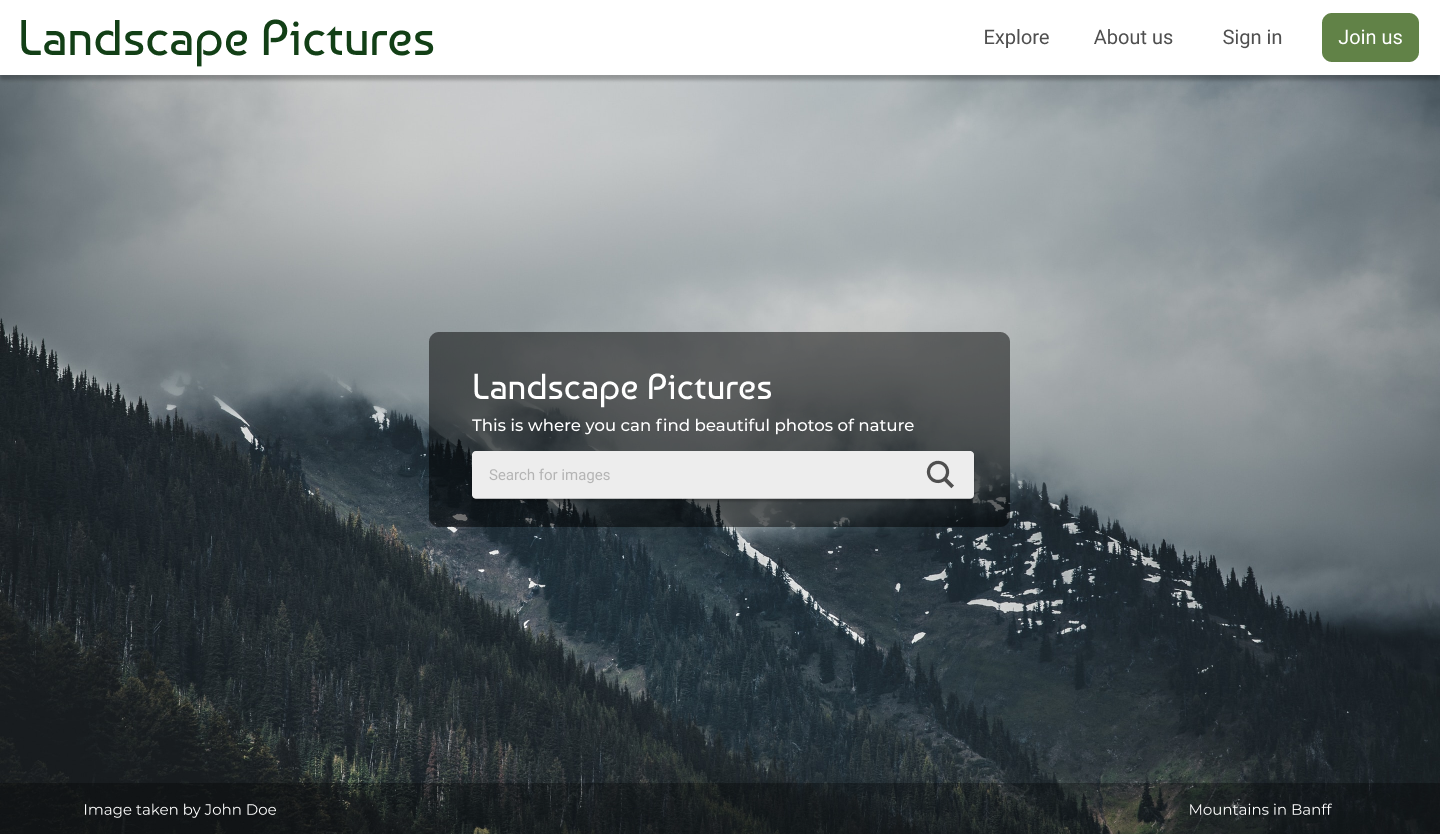 Landscape Pictures
Explore About us Sign in Join us
Landscape Pictures
This is where you can find beautiful photos of nature
Search for images
Image taken by John Doe
Mountains in Banff